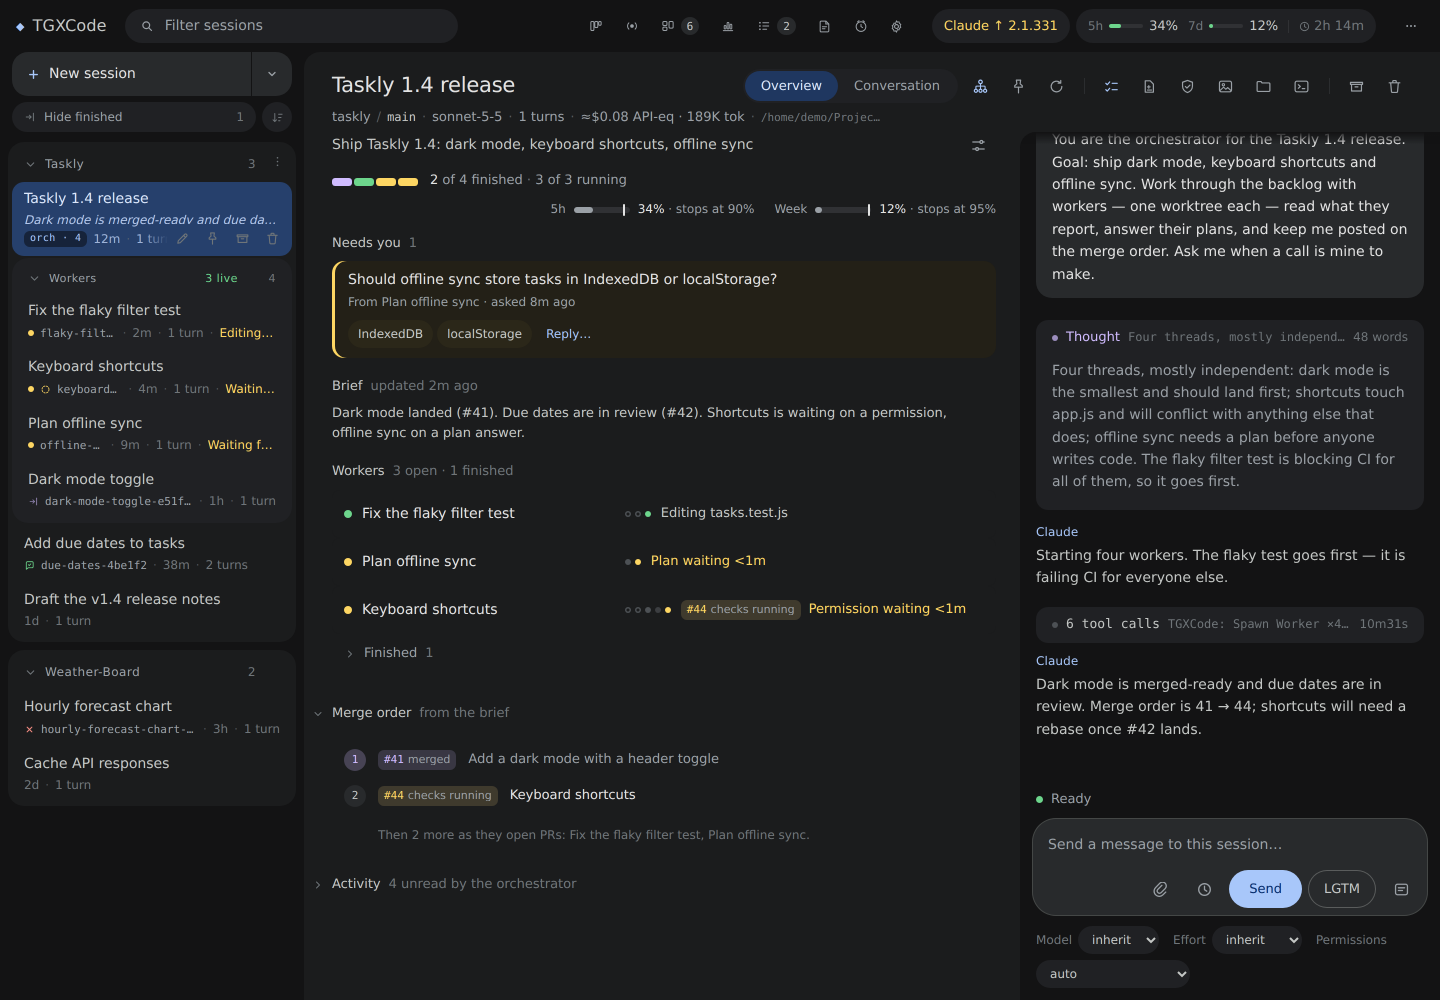 TGXCode
Filter sessions
6
2
Claude ↑ 2.1.331
5h 34% 7d 12% 2h 14m
+ New session
Hide finished 1
Taskly 3
Taskly 1.4 release
Dark mode is merged-ready and due da…
orch · 4 12m · 1 tur
Workers 3 live 4
Fix the flaky filter test
flaky-filt… · 2m · 1 turn · Editing…
Keyboard shortcuts
keyboard… · 4m · 1 turn · Waitin…
Plan offline sync
offline-… · 9m · 1 turn · Waiting f…
Dark mode toggle
dark-mode-toggle-e51f… · 1h · 1 turn
Add due dates to tasks
due-dates-4be1f2 · 38m · 2 turns
Draft the v1.4 release notes
1d · 1 turn
Weather-Board 2
Hourly forecast chart
hourly-forecast-chart-… · 3h · 1 turn
Cache API responses
2d · 1 turn
Taskly 1.4 release
Overview Conversation
taskly / main · sonnet-5-5 · 1 turns · ≈$0.08 API-eq · 189K tok · /home/demo/Projec…
Ship Taskly 1.4: dark mode, keyboard shortcuts, offline sync
2 of 4 finished · 3 of 3 running
5h 34% · stops at 90% Week 12% · stops at 95%
Needs you 1
Should offline sync store tasks in IndexedDB or localStorage?
From Plan offline sync · asked 8m ago
IndexedDB localStorage Reply…
Brief updated 2m ago
Dark mode landed (#41). Due dates are in review (#42). Shortcuts is waiting on a permission,
offline sync on a plan answer.
Workers 3 open · 1 finished
Fix the flaky filter test Editing tasks.test.js
Plan offline sync Plan waiting <1m
Keyboard shortcuts #44 checks running Permission waiting <1m
Finished 1
Merge order from the brief
1 #41 merged Add a dark mode with a header toggle
2 #44 checks running Keyboard shortcuts
Then 2 more as they open PRs: Fix the flaky filter test, Plan offline sync.
Activity 4 unread by the orchestrator
You are the orchestrator for the Taskly 1.4 release.
Goal: ship dark mode, keyboard shortcuts and
offline sync. Work through the backlog with
workers — one worktree each — read what they
report, answer their plans, and keep me posted on
the merge order. Ask me when a call is mine to
make.
Thought Four threads, mostly independ… 48 words
Four threads, mostly independent: dark mode is
the smallest and should land first; shortcuts touch
app.js and will conflict with anything else that
does; offline sync needs a plan before anyone
writes code. The flaky filter test is blocking CI for
all of them, so it goes first.
Claude
Starting four workers. The flaky test goes first — it is
failing CI for everyone else.
6 tool calls TGXCode: Spawn Worker ×4… 10m31s
Claude
Dark mode is merged-ready and due dates are in
review. Merge order is 41 → 44; shortcuts will need a
rebase once #42 lands.
Ready
Send a message to this session…
Send LGTM
Model inherit Effort inherit Permissions
auto